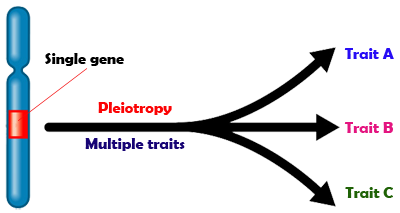 Single gene
Pleiotropy
Multiple traits
Trait A
Trait B
Trait C